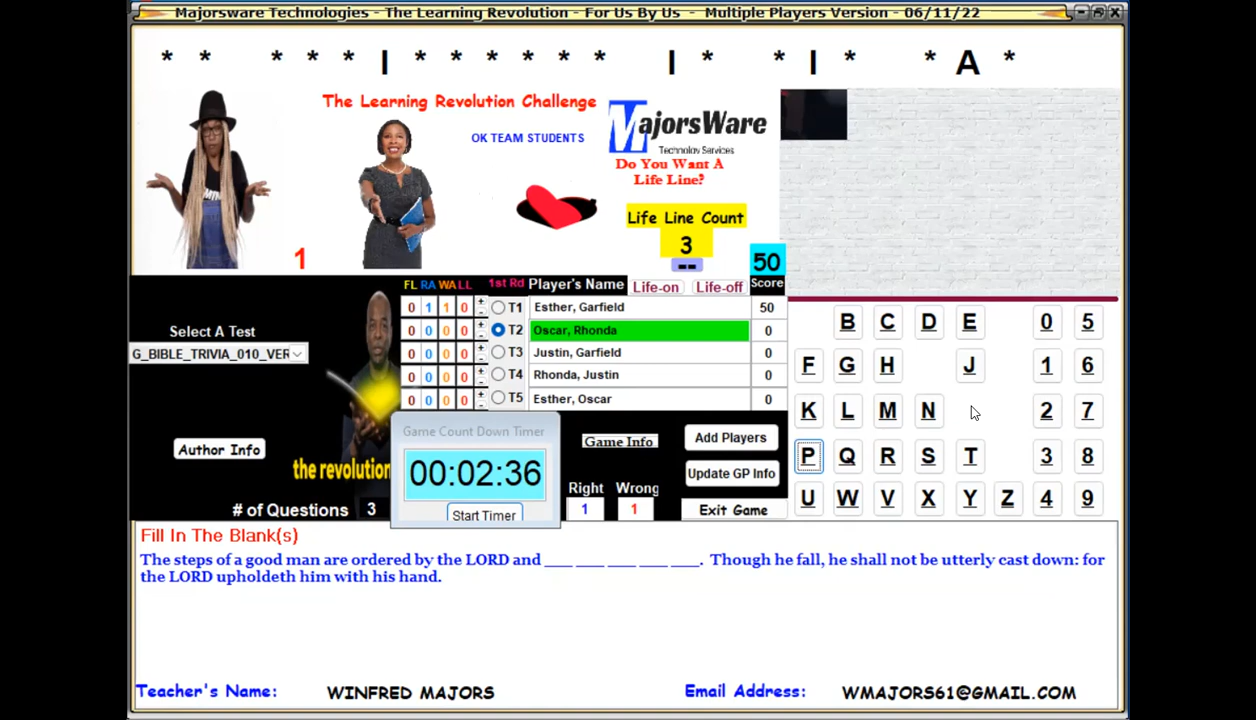 Majorsware Technologies - The Learning Revolution - For Us By Us - Multiple Players Version - 06/11/22
* * * * * I * * * * * * I * * I * * A *
The Learning Revolution Challenge
OK TEAM STUDENTS
MajorsWare
Technology Services
Do You Want A
Life Line?
Life Line Count
3
--
1
50
FL RA WA LL 1st Rd Player's Name Life-on Life-off Score
0 1 1 0 + - T1 Esther, Garfield 50
0 0 0 0 + - T2 Oscar, Rhonda 0
0 0 0 0 + - T3 Justin, Garfield 0
0 0 0 0 + - T4 Rhonda, Justin 0
0 0 0 0 + - T5 Esther, Oscar 0
Select A Test
G_BIBLE_TRIVIA_010_VER
Author Info
the revolution
# of Questions 3
Game Count Down Timer
00:02:36
Start Timer
Game Info
Right Wrong
1 1
Add Players
Update GP Info
Exit Game
B C D E 0 5
F G H J 1 6
K L M N 2 7
P Q R S T 3 8
U W V X Y Z 4 9
Fill In The Blank(s)
The steps of a good man are ordered by the LORD and ____ ____ ____ ____ ____. Though he fall, he shall not be utterly cast down: for
the LORD upholdeth him with his hand.
Teacher's Name: WINFRED MAJORS Email Address: WMAJORS61@GMAIL.COM